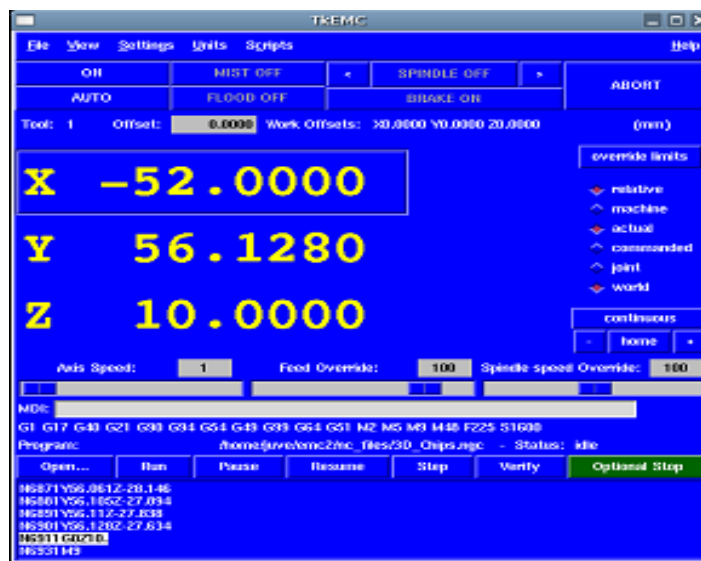 TkEMC
File View Settings Units Scripts Help
ON MIST OFF < SPINDLE OFF > ABORT
AUTO FLOOD OFF BRAKE ON
Tool: 1 Offset: 0.0000 Work Offsets: X0.0000 Y0.0000 Z0.0000 (mm)
override limits
X -52.0000
relative
machine
actual
Y 56.1280
commanded
joint
world
Z 10.0000
continuous
- home +
Axis Speed: 1 Feed Override: 100 Spindle speed Override: 100
MDI:
G1 G17 G40 G21 G90 G94 G54 G49 G99 G64 G51 M2 M5 M9 M48 F225 S1600
Program: /home/juve/emc2/nc_files/3D_Chips.ngc - Status: idle
Open... Run Pause Resume Step Verify Optional Stop
N6871Y56.061Z-28.146
N6881Y56.105Z-27.894
N6891Y56.11Z-27.838
N6901Y56.128Z-27.634
N6911G0Z10.
N6931M9